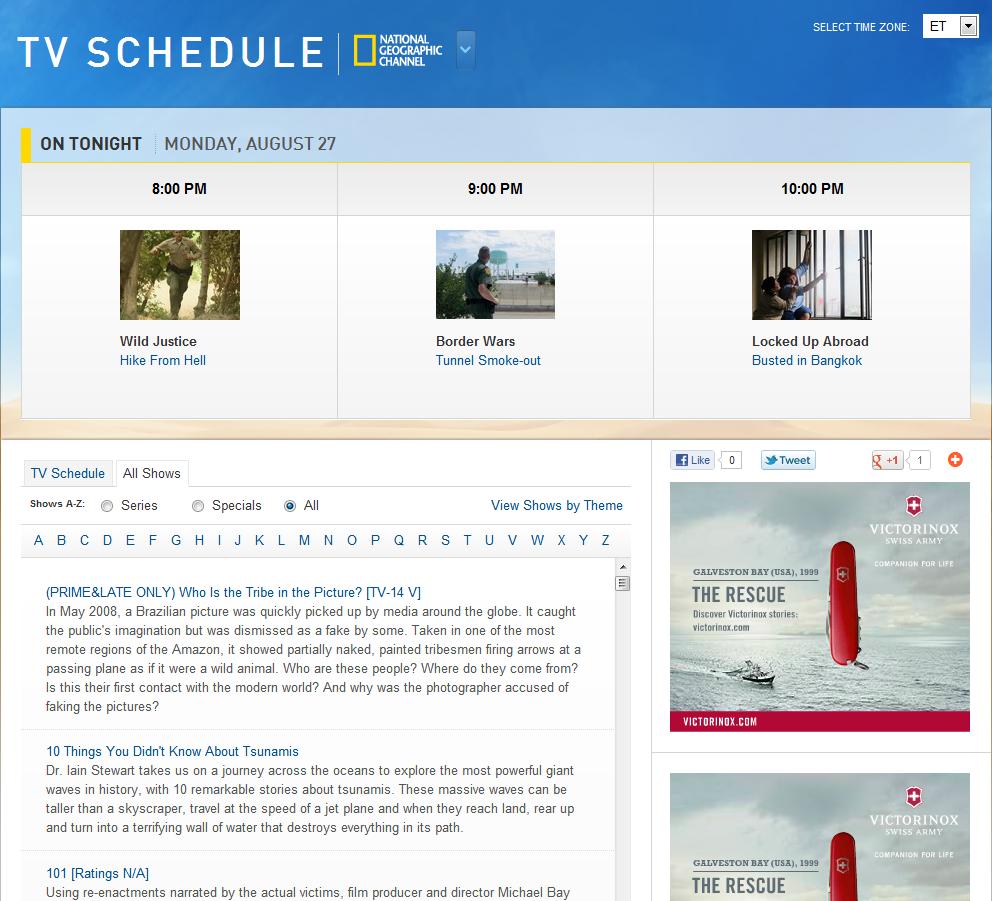 TV SCHEDULE
NATIONAL
GEOGRAPHIC
CHANNEL
SELECT TIME ZONE:
ET
ON TONIGHT
MONDAY, AUGUST 27
8:00 PM
9:00 PM
10:00 PM
Wild Justice
Hike From Hell
Border Wars
Tunnel Smoke-out
Locked Up Abroad
Busted in Bangkok
TV Schedule
All Shows
Shows A-Z:
Series
Specials
All
View Shows by Theme
A B C D E F G H I J K L M N O P Q R S T U V W X Y Z
(PRIME&LATE ONLY) Who Is the Tribe in the Picture? [TV-14 V]
In May 2008, a Brazilian picture was quickly picked up by media around the globe. It caught
the public's imagination but was dismissed as a fake by some. Taken in one of the most
remote regions of the Amazon, it showed partially naked, painted tribesmen firing arrows at a
passing plane as if it were a wild animal. Who are these people? Where do they come from?
Is this their first contact with the modern world? And why was the photographer accused of
faking the pictures?
10 Things You Didn't Know About Tsunamis
Dr. Iain Stewart takes us on a journey across the oceans to explore the most powerful giant
waves in history, with 10 remarkable stories about tsunamis. These massive waves can be
taller than a skyscraper, travel at the speed of a jet plane and when they reach land, rear up
and turn into a terrifying wall of water that destroys everything in its path.
101 [Ratings N/A]
Using re-enactments narrated by the actual victims, film producer and director Michael Bay
Like
0
Tweet
g +1
1
VICTORINOX
SWISS ARMY
COMPANION FOR LIFE
GALVESTON BAY (USA), 1999
THE RESCUE
Discover Victorinox stories:
victorinox.com
VICTORINOX.COM
VICTORINOX
SWISS ARMY
COMPANION FOR LIFE
GALVESTON BAY (USA), 1999
THE RESCUE